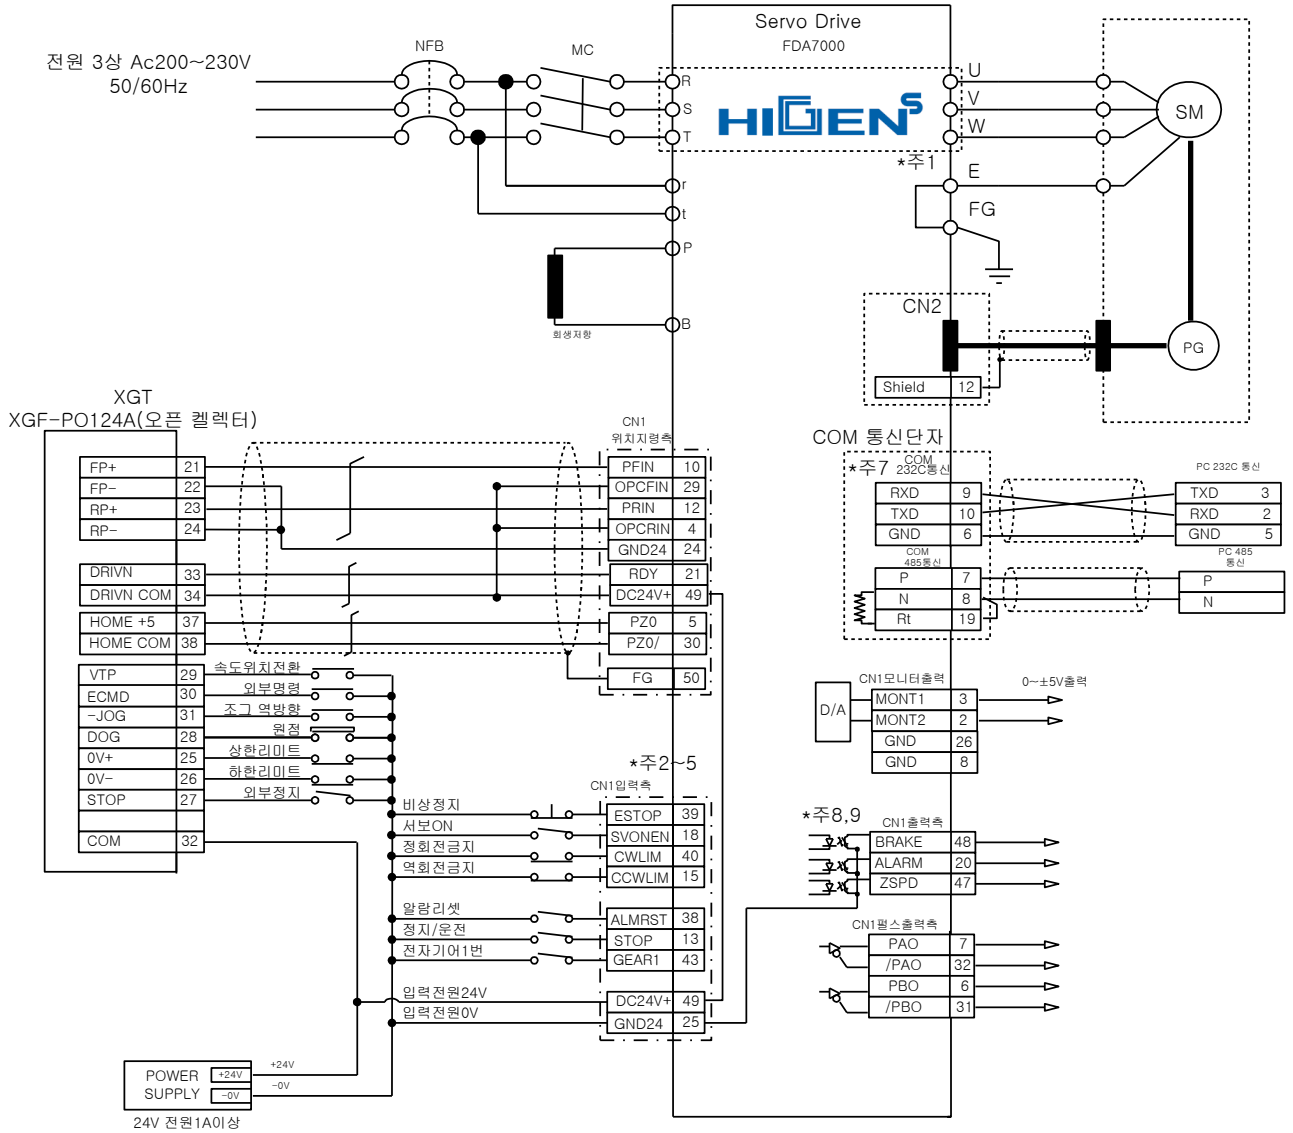 Servo Drive
FDA7000
전원 3상 Ac200~230V
50/60Hz
NFB
MC
R
S
T
r
t
P
B
HIGEN
S
U
V
W
*주1
E
FG
SM
PG
회생저항
CN2
Shield 12
XGT
XGF-PO124A(오픈 켈렉터)
FP+ 21
FP- 22
RP+ 23
RP- 24
DRIVN 33
DRIVN COM 34
HOME +5 37
HOME COM 38
VTP 29 속도위치전환
ECMD 30 외부명령
-JOG 31 조그 역방향
DOG 28 원점
0V+ 25 상한리미트
0V- 26 하한리미트
STOP 27 외부정지
COM 32
CN1
위치지령측
PFIN 10
OPCFIN 29
PRIN 12
OPCRIN 4
GND24 24
RDY 21
DC24V+ 49
PZ0 5
PZ0/ 30
FG 50
*주2~5
CN1입력측
비상정지 ESTOP 39
서보ON SVONEN 18
정회전금지 CWLIM 40
역회전금지 CCWLIM 15
알람리셋 ALMRST 38
정지/운전 STOP 13
전자기어1번 GEAR1 43
입력전원24V DC24V+ 49
입력전원0V GND24 25
POWER
SUPPLY
+24V
-0V
+24V
-0V
24V 전원1A이상
COM 통신단자
*주7
COM
232C통신
RXD 9
TXD 10
GND 6
PC 232C 통신
TXD 3
RXD 2
GND 5
COM
485통신
P 7
N 8
Rt 19
PC 485
통신
P
N
CN1모니터출력
0~±5V출력
D/A
MONT1 3
MONT2 2
GND 26
GND 8
*주8,9
CN1출력측
BRAKE 48
ALARM 20
ZSPD 47
CN1펄스출력측
PAO 7
/PAO 32
PBO 6
/PBO 31